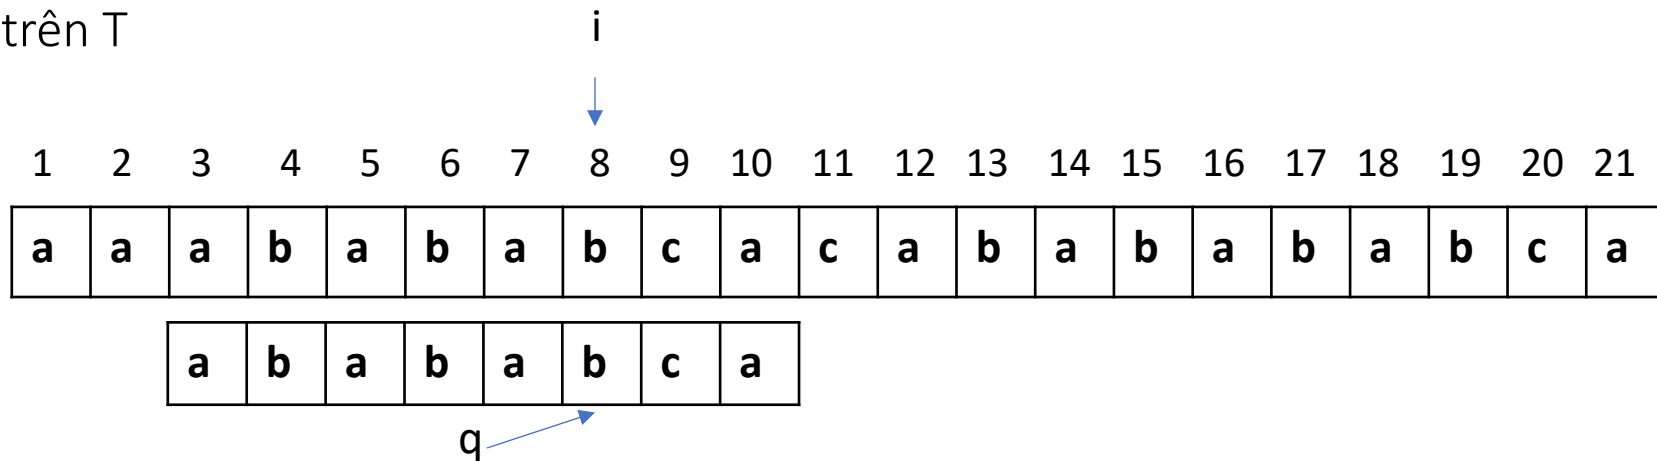 trên T
i
1 2 3 4 5 6 7 8 9 10 11 12 13 14 15 16 17 18 19 20 21
a a a b a b a b c a c a b a b a b a b c a
a b a b a b c a
q